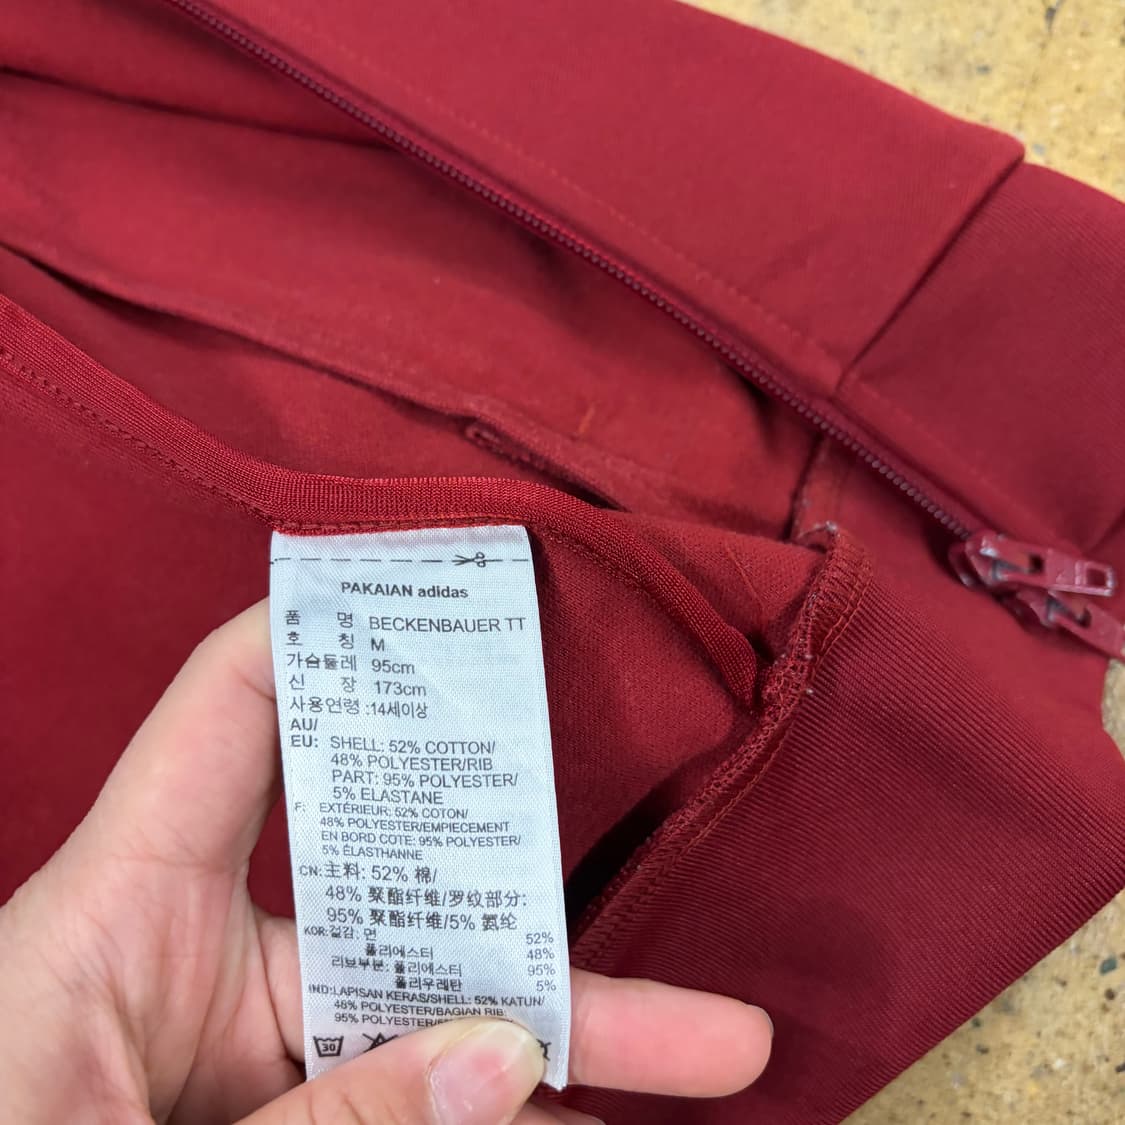 PAKAIAN adidas
품 명 BECKENBAUER TT
호 칭 M
가슴둘레 95cm
신 장 173cm
사용연령 :14세이상
AU/
EU: SHELL: 52% COTTON/
48% POLYESTER/RIB
PART: 95% POLYESTER/
5% ELASTANE
F: EXTÉRIEUR: 52% COTON/
48% POLYESTER/EMPIECEMENT
EN BORD COTE: 95% POLYESTER/
5% ÉLASTHANNE
CN: 主料: 52% 棉/
48% 聚酯纤维/罗纹部分:
95% 聚酯纤维/5% 氨纶
KOR: 겉감: 면 52%
폴리에스터 48%
리브부분: 폴리에스터 95%
폴리우레탄 5%
IND: LAPISAN KERAS/SHELL: 52% KATUN/
48% POLYESTER/BAGIAN RIB:
95% POLYESTER/
30